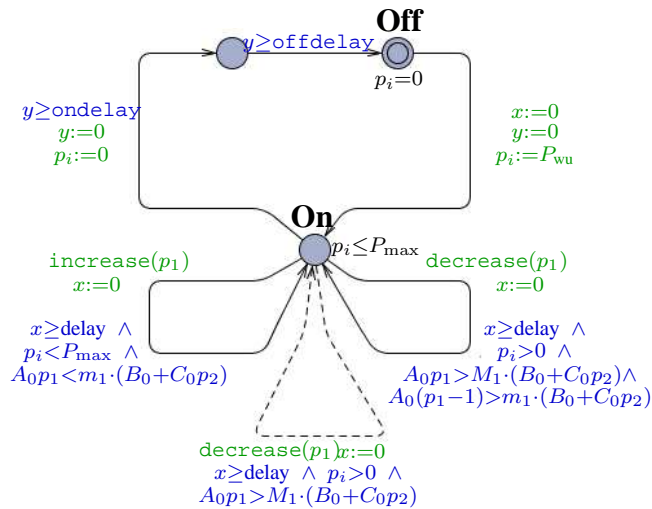 Off
y≥offdelay
p_i=0
y≥ondelay
y:=0
p_i:=0
x:=0
y:=0
p_i:=P_wu
On
p_i≤P_max
increase(p_1)
x:=0
x≥delay ∧
p_i<P_max ∧
A_0p_1<m_1·(B_0+C_0p_2)
decrease(p_1)
x:=0
x≥delay ∧
p_i>0 ∧
A_0p_1>M_1·(B_0+C_0p_2)∧
A_0(p_1−1)>m_1·(B_0+C_0p_2)
decrease(p_1) x:=0
x≥delay ∧ p_i>0 ∧
A_0p_1>M_1·(B_0+C_0p_2)